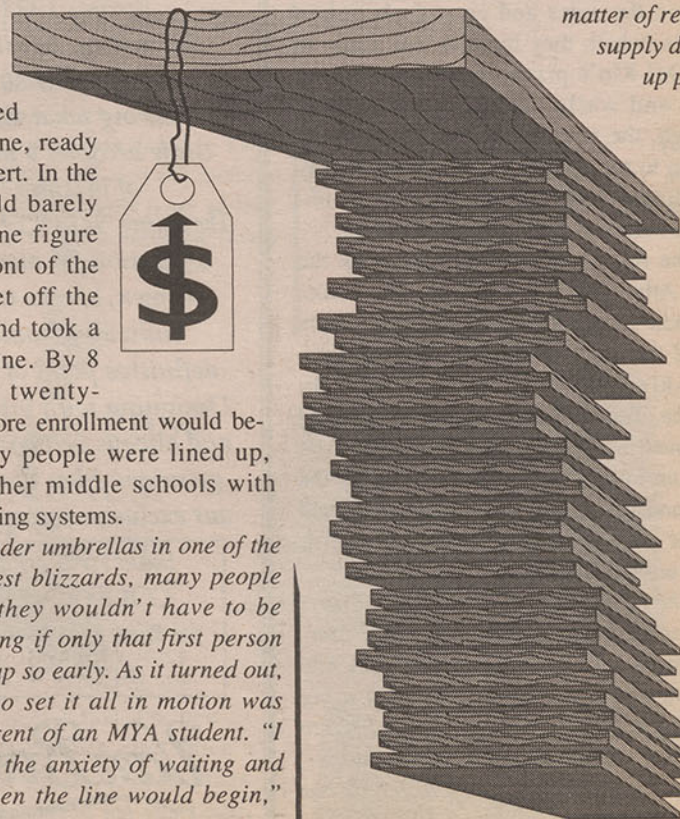 matter of re
supply d
up p
ed
ne, ready
ert. In the
ld barely
ne figure
ont of the
et off the
nd took a
ne. By 8
twenty-
ore enrollment would be-
y people were lined up,
her middle schools with
ing systems.
der umbrellas in one of the
est blizzards, many people
they wouldn't have to be
ng if only that first person
up so early. As it turned out,
o set it all in motion was
rent of an MYA student. "I
the anxiety of waiting and
en the line would begin,"
$